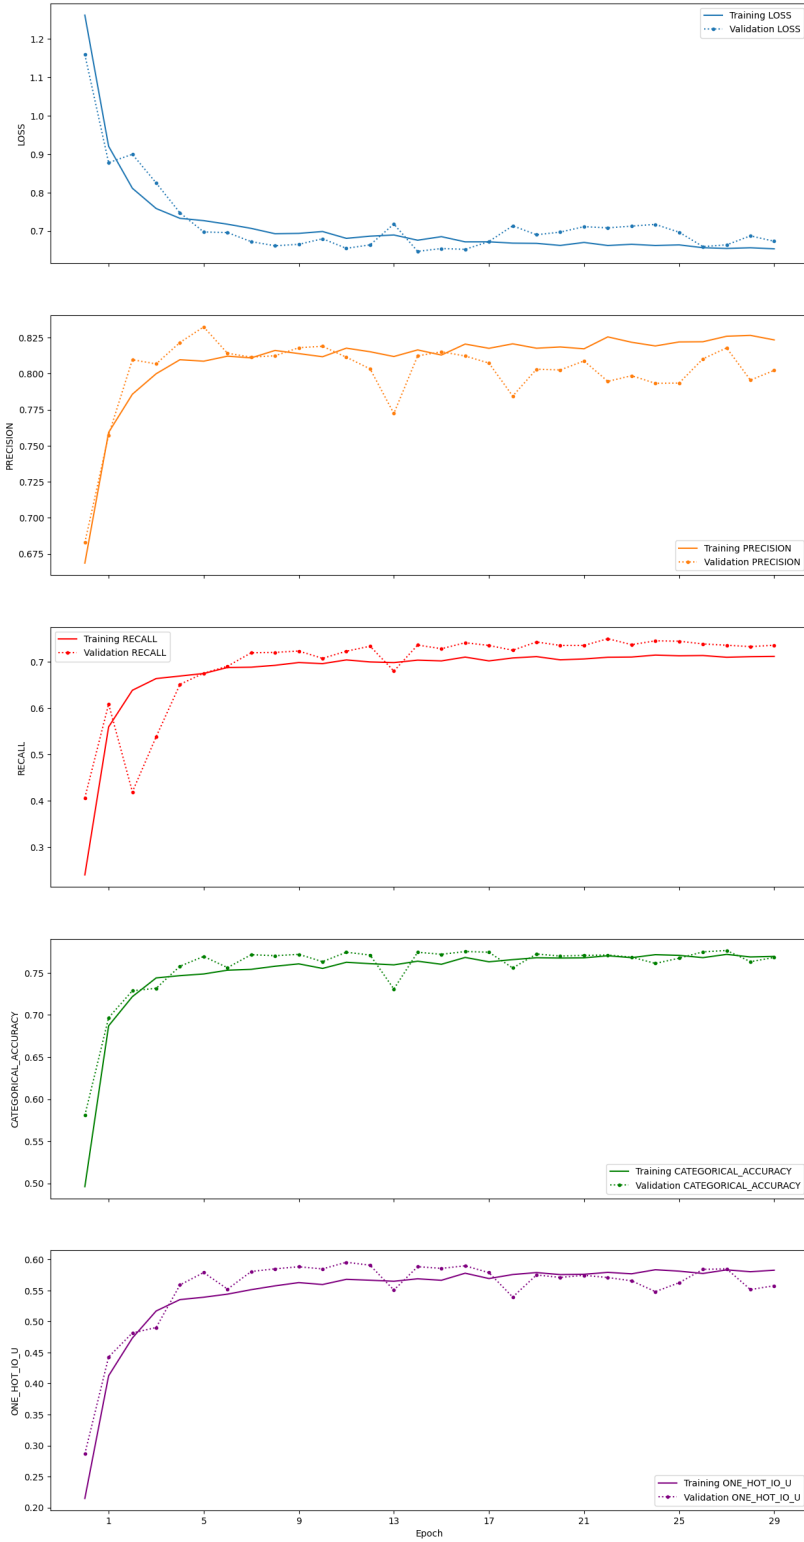 Training LOSS
Validation LOSS
1.2
1.1
1.0
0.9
0.8
0.7
LOSS
0.825
0.800
0.775
0.750
0.725
0.700
0.675
PRECISION
Training PRECISION
Validation PRECISION
Training RECALL
Validation RECALL
0.7
0.6
0.5
0.4
0.3
RECALL
0.75
0.70
0.65
0.60
0.55
0.50
CATEGORICAL_ACCURACY
Training CATEGORICAL_ACCURACY
Validation CATEGORICAL_ACCURACY
0.60
0.55
0.50
0.45
0.40
0.35
0.30
0.25
0.20
ONE_HOT_IO_U
Training ONE_HOT_IO_U
Validation ONE_HOT_IO_U
1 5 9 13 17 21 25 29
Epoch